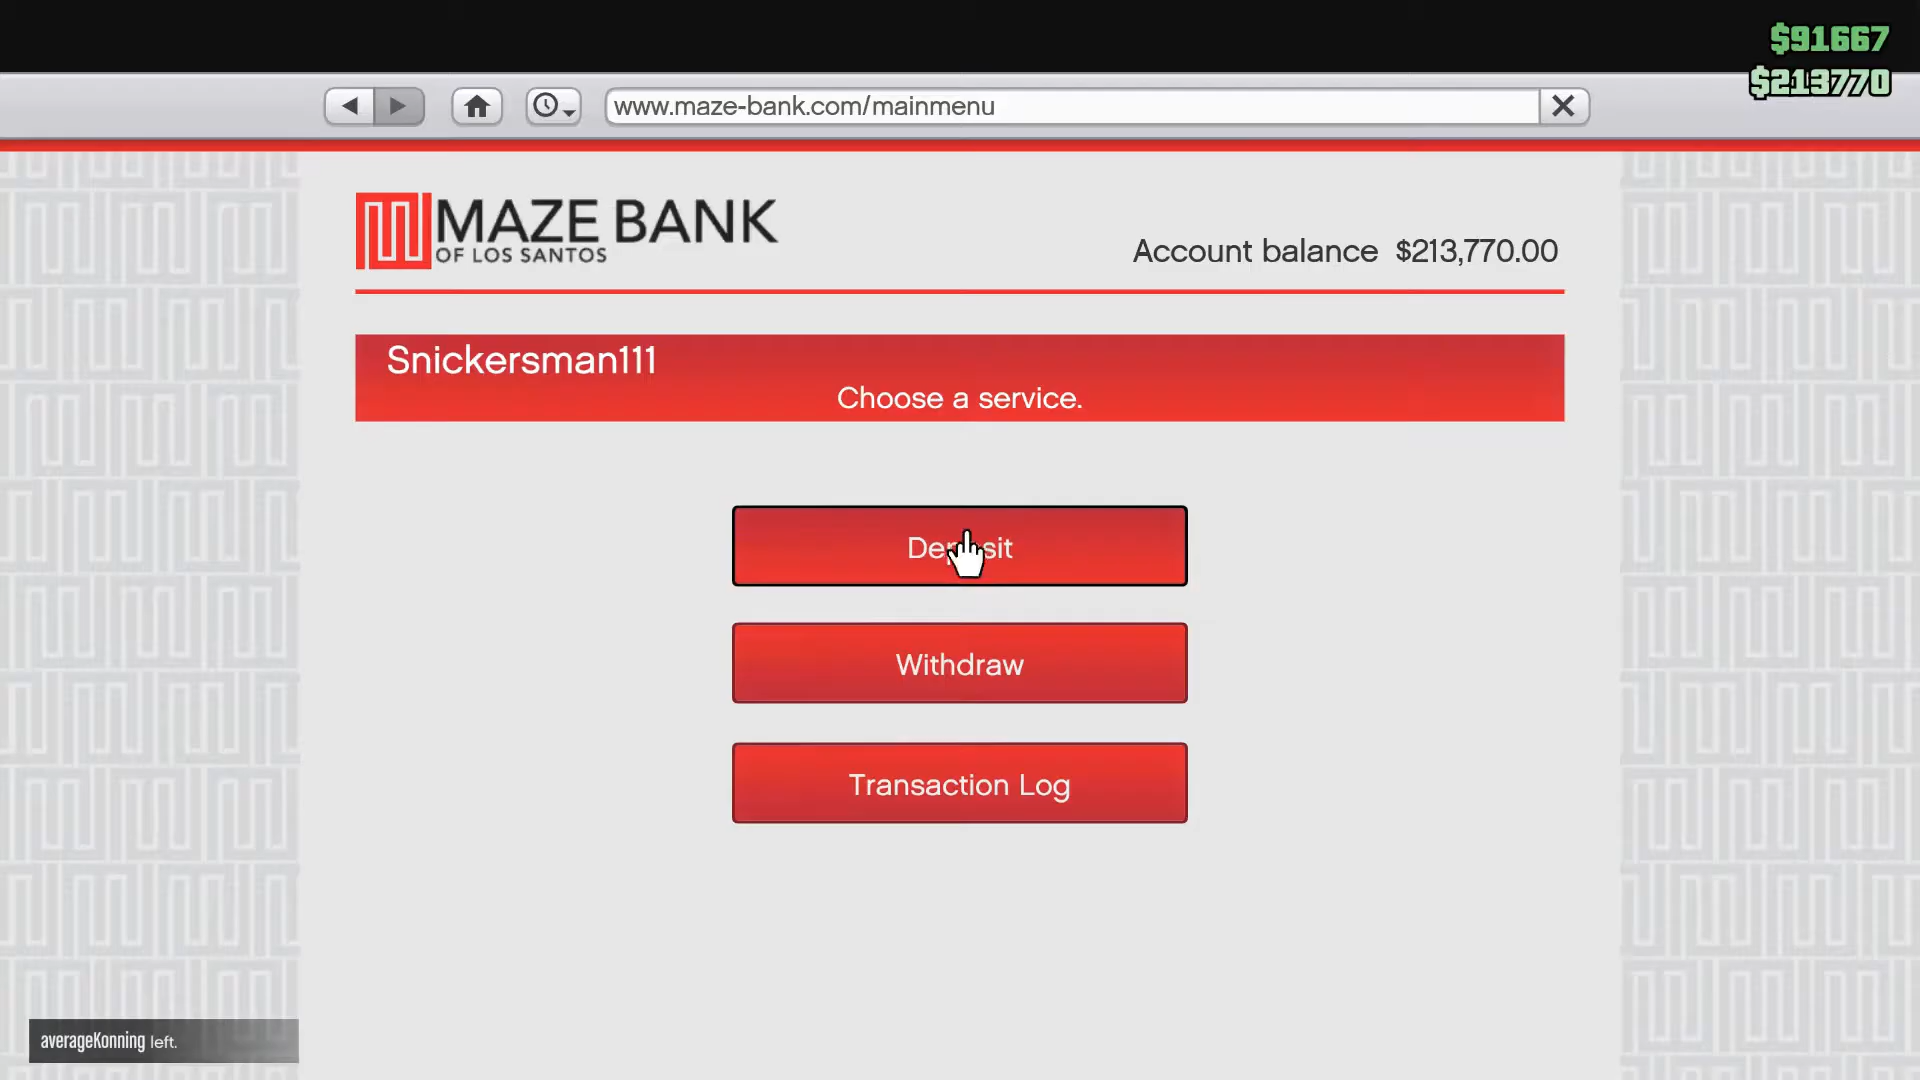 $91667
$213770
www.maze-bank.com/mainmenu
MAZE BANK
OF LOS SANTOS
Account balance $213,770.00
Snickersman111
Choose a service.
Deposit
Withdraw
Transaction Log
averageKonning left.